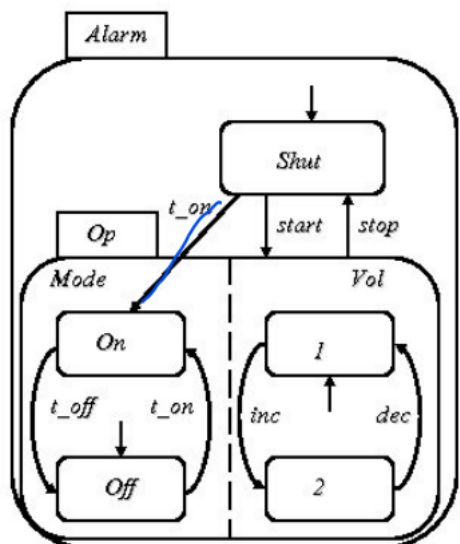 Alarm
Shut
t_on
start
stop
Op
Mode
Vol
On
1
t_off
t_on
inc
dec
Off
2